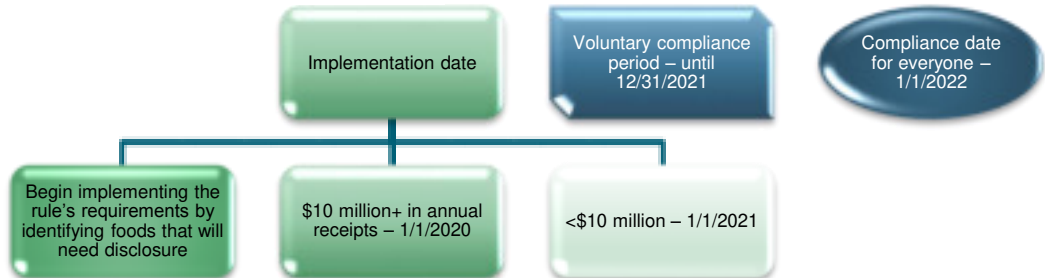 Implementation date
Voluntary compliance
period – until
12/31/2021
Compliance date
for everyone –
1/1/2022
Begin implementing the
rule's requirements by
identifying foods that will
need disclosure
$10 million+ in annual
receipts – 1/1/2020
<$10 million – 1/1/2021